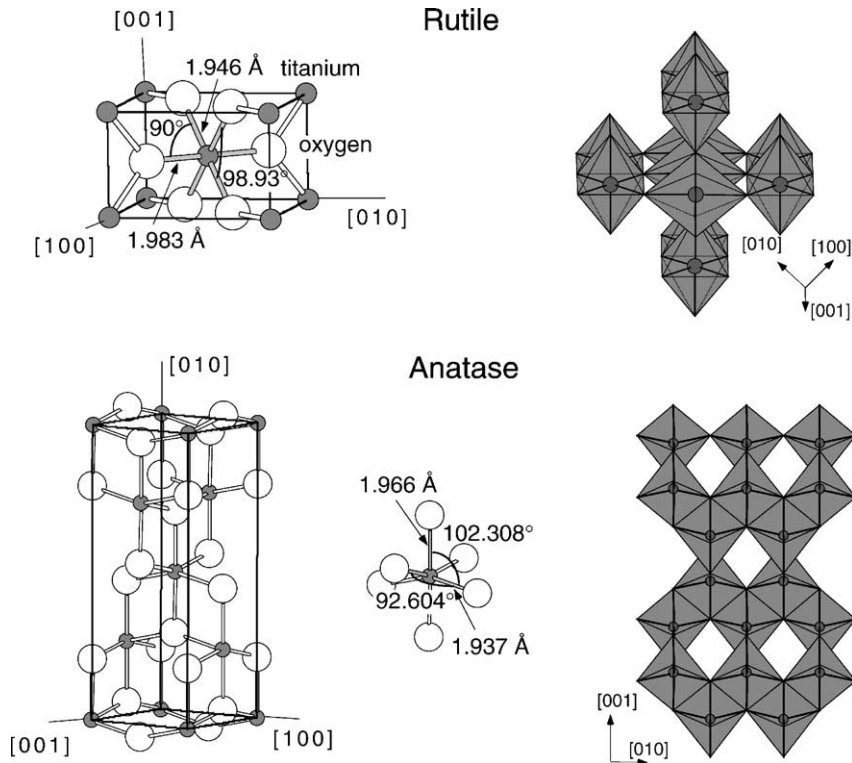 Rutile
[001]
1.946 Å
titanium
90°
oxygen
98.93°
[010]
[100]
1.983 Å
[010]
[100]
[001]
Anatase
[010]
1.966 Å
102.308°
92.604°
1.937 Å
[001]
[100]
[001]
[010]